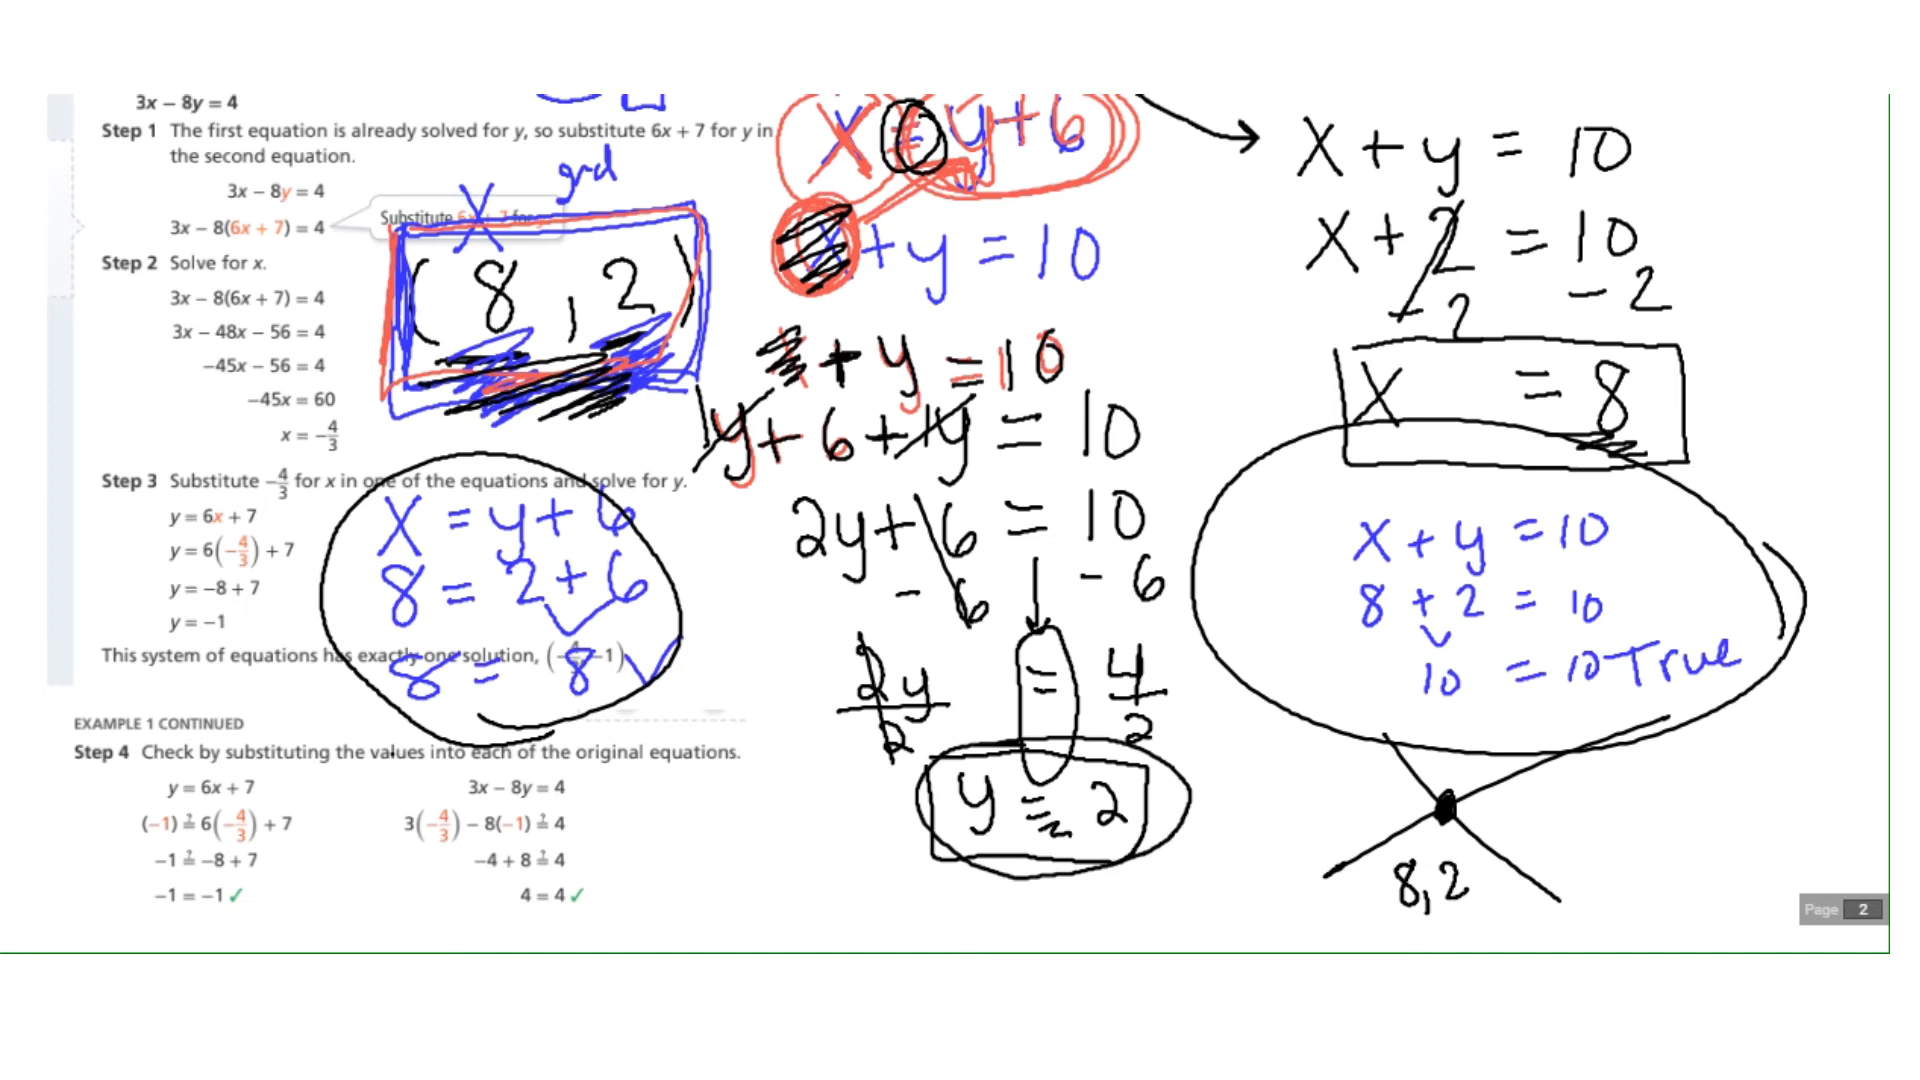 3x − 8y = 4
Step 1 The first equation is already solved for y, so substitute 6x + 7 for y in
the second equation.
3x − 8y = 4
3x − 8(6x + 7) = 4
Substitute 6x + 7 for
Step 2 Solve for x.
3x − 8(6x + 7) = 4
3x − 48x − 56 = 4
−45x − 56 = 4
−45x = 60
x = −4/3
Step 3 Substitute −4/3 for x in one of the equations and solve for y.
y = 6x + 7
y = 6(−4/3) + 7
y = −8 + 7
y = −1
This system of equations has exactly one solution, (−4/3, −1)
EXAMPLE 1 CONTINUED
Step 4 Check by substituting the values into each of the original equations.
y = 6x + 7
(−1) ≟ 6(−4/3) + 7
−1 ≟ −8 + 7
−1 = −1 ✓
3x − 8y = 4
3(−4/3) − 8(−1) ≟ 4
−4 + 8 ≟ 4
4 = 4 ✓
x
(8, 2)
x = y + 6
8 = 2 + 6
8 = 8 ✓
x = y + 6
x + y = 10
x + y = 10
y + 6 + 1y = 10
2y + 6 = 10
− 6 − 6
2y/2 = 4/2
y = 2
x + y = 10
x + 2 = 10
− 2 − 2
x = 8
x + y = 10
8 + 2 = 10
10 = 10 True
8, 2
Page 2